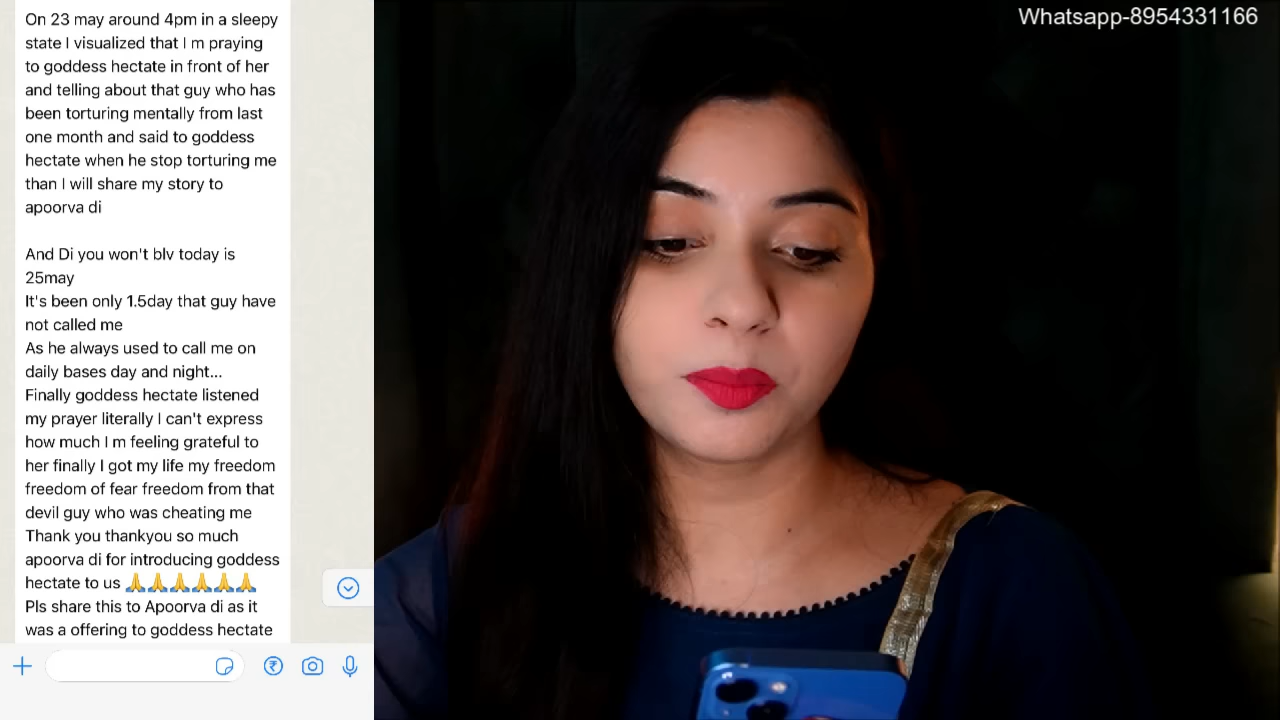 On 23 may around 4pm in a sleepy
state I visualized that I m praying
to goddess hectate in front of her
and telling about that guy who has
been torturing mentally from last
one month and said to goddess
hectate when he stop torturing me
than I will share my story to
apoorva di
And Di you won't blv today is
25may
It's been only 1.5day that guy have
not called me
As he always used to call me on
daily bases day and night...
Finally goddess hectate listened
my prayer literally I can't express
how much I m feeling grateful to
her finally I got my life my freedom
freedom of fear freedom from that
devil guy who was cheating me
Thank you thankyou so much
apoorva di for introducing goddess
hectate to us 🙏🙏🙏🙏🙏🙏
Pls share this to Apoorva di as it
was a offering to goddess hectate
Whatsapp-8954331166